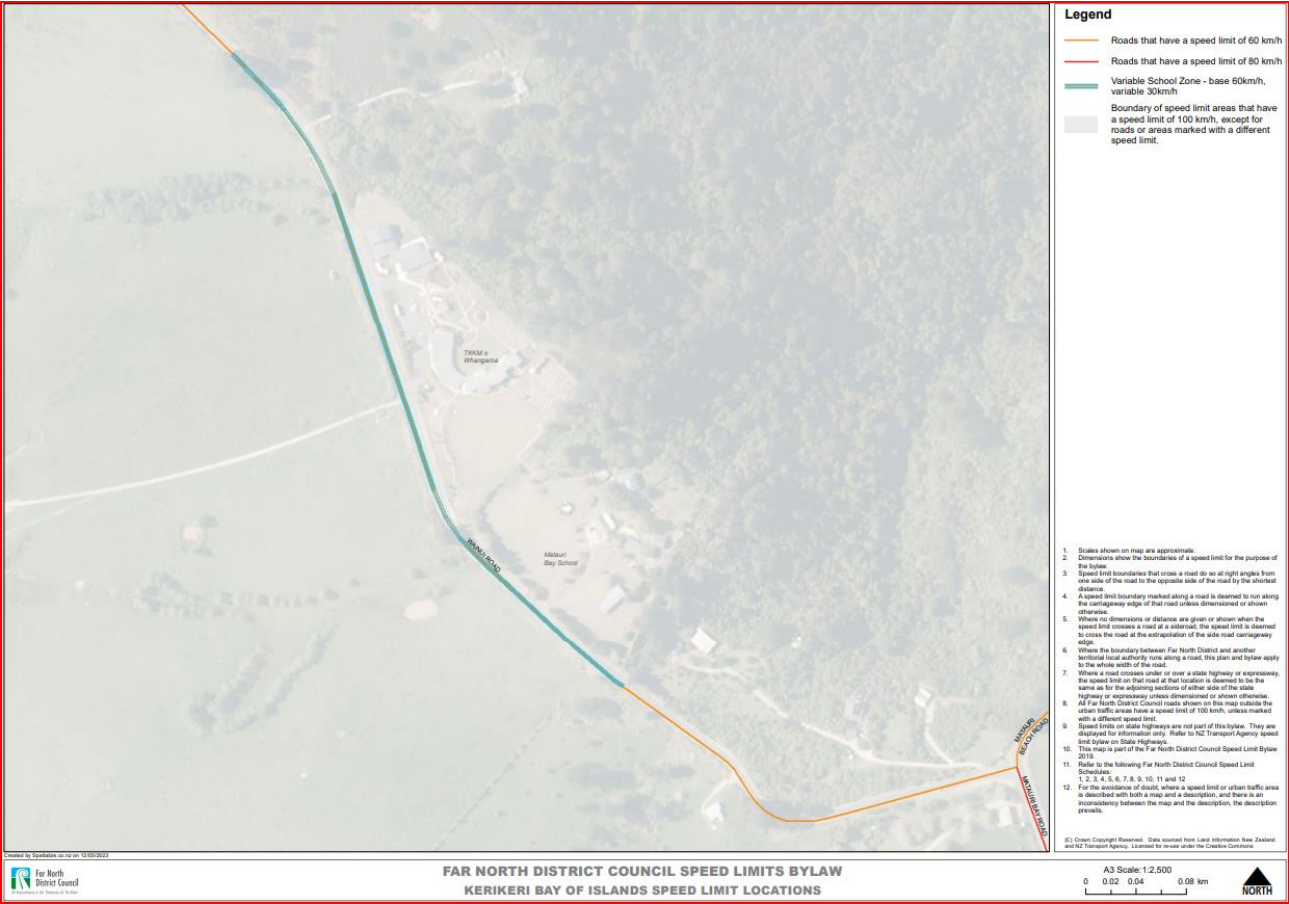 Legend
Roads that have a speed limit of 60 km/h
Roads that have a speed limit of 80 km/h
Variable School Zone - base 60km/h,
variable 30km/h
Boundary of speed limit areas that have
a speed limit of 100 km/h, except for
roads or areas marked with a different
speed limit.
TKKM o
Whangaroa
WAINUI ROAD
Matauri
Bay School
MATAURI
BEACH ROAD
MATAURI BAY ROAD
1. Scales shown on map are approximate.
2. Dimensions show the boundaries of a speed limit for the purpose of
the bylaw.
3. Speed limit boundaries that cross a road do so at right angles from
one side of the road to the opposite side of the road by the shortest
distance.
4. A speed limit boundary marked along a road is deemed to run along
the carriageway edge of that road unless dimensioned or shown
otherwise.
5. Where no dimensions or distance are given or shown when the
speed limit crosses a road at a sideroad, the speed limit is deemed
to cross the road at the extrapolation of the side road carriageway
edge.
6. Where the boundary between Far North District and another
territorial local authority runs along a road, this plan and bylaw apply
to the whole width of the road.
7. Where a road crosses under or over a state highway or expressway,
the speed limit on that road at that location is deemed to be the
same as for the adjoining sections of either side of the state
highway or expressway unless dimensioned or shown otherwise.
8. All Far North District Council roads shown on this map outside the
urban traffic areas have a speed limit of 100 km/h, unless marked
with a different speed limit.
9. Speed limits on state highways are not part of this bylaw. They are
displayed for information only. Refer to NZ Transport Agency speed
limit bylaw on State Highways.
10. This map is part of the Far North District Council Speed Limit Bylaw
2019.
11. Refer to the following Far North District Council Speed Limit
Schedules:
1, 2, 3, 4, 5, 6, 7, 8, 9, 10, 11 and 12
12. For the avoidance of doubt, where a speed limit or urban traffic area
is described with both a map and a description, and there is an
inconsistency between the map and the description, the description
prevails.
(C) Crown Copyright Reserved. Data sourced from Land Information New Zealand
and NZ Transport Agency. Licensed for re-use under the Creative Commons
Created by Spatialize.co.nz on 12/05/2023
Far North
District Council
FAR NORTH DISTRICT COUNCIL SPEED LIMITS BYLAW
KERIKERI BAY OF ISLANDS SPEED LIMIT LOCATIONS
A3 Scale: 1:2,500
0 0.02 0.04 0.08 km
NORTH